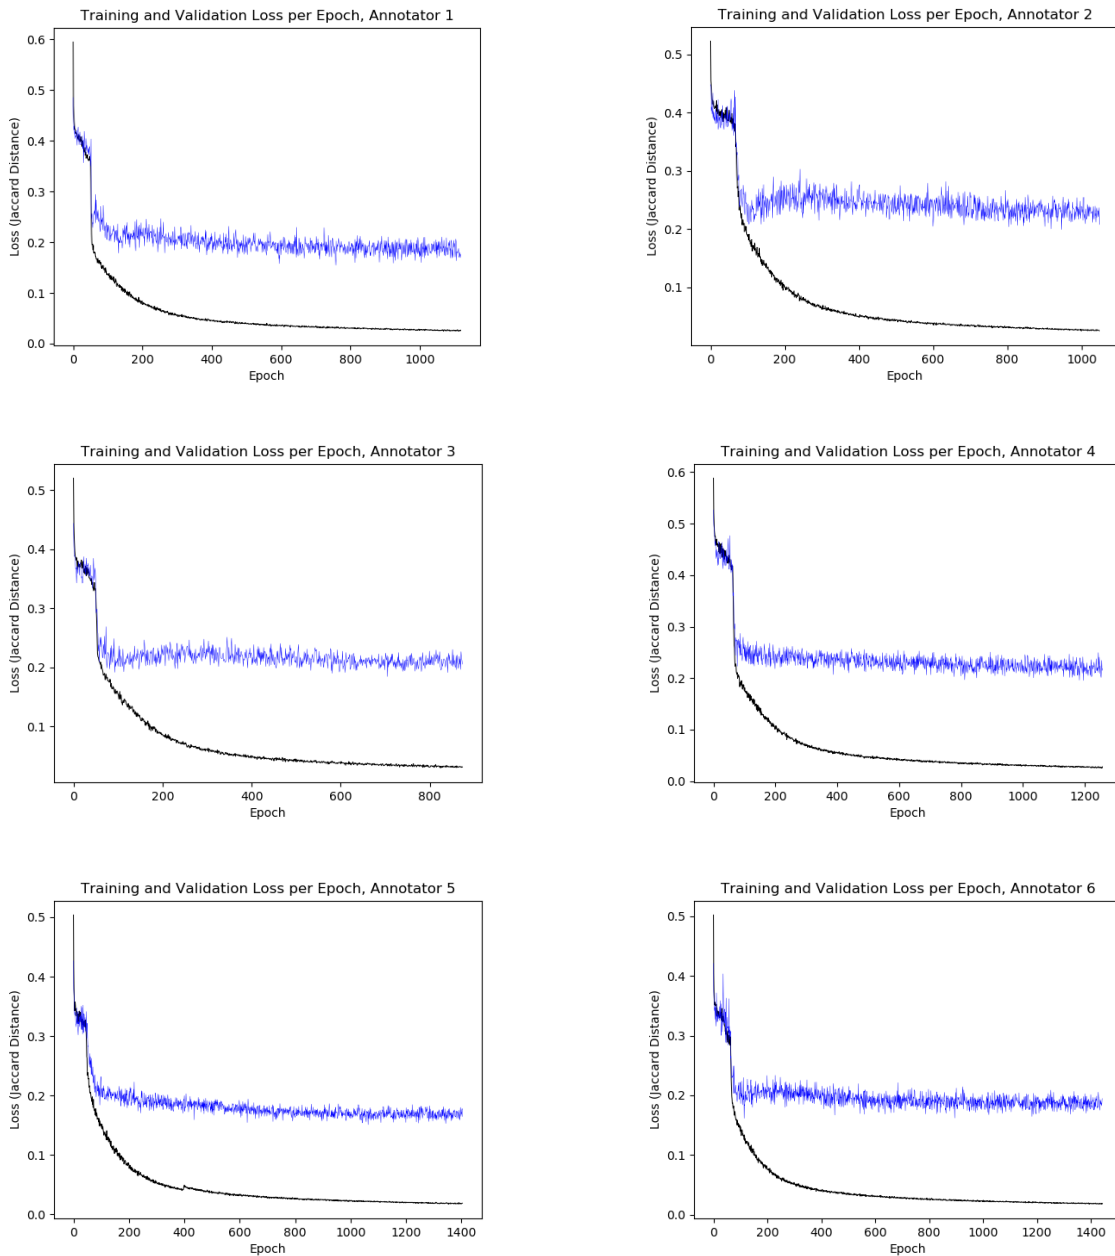 Training and Validation Loss per Epoch, Annotator 1
Loss (Jaccard Distance)
0.6
0.5
0.4
0.3
0.2
0.1
0.0
0 200 400 600 800 1000
Epoch
Training and Validation Loss per Epoch, Annotator 2
Loss (Jaccard Distance)
0.5
0.4
0.3
0.2
0.1
0 200 400 600 800 1000
Epoch
Training and Validation Loss per Epoch, Annotator 3
Loss (Jaccard Distance)
0.5
0.4
0.3
0.2
0.1
0 200 400 600 800
Epoch
Training and Validation Loss per Epoch, Annotator 4
Loss (Jaccard Distance)
0.6
0.5
0.4
0.3
0.2
0.1
0.0
0 200 400 600 800 1000 1200
Epoch
Training and Validation Loss per Epoch, Annotator 5
Loss (Jaccard Distance)
0.5
0.4
0.3
0.2
0.1
0.0
0 200 400 600 800 1000 1200 1400
Epoch
Training and Validation Loss per Epoch, Annotator 6
Loss (Jaccard Distance)
0.5
0.4
0.3
0.2
0.1
0.0
0 200 400 600 800 1000 1200 1400
Epoch